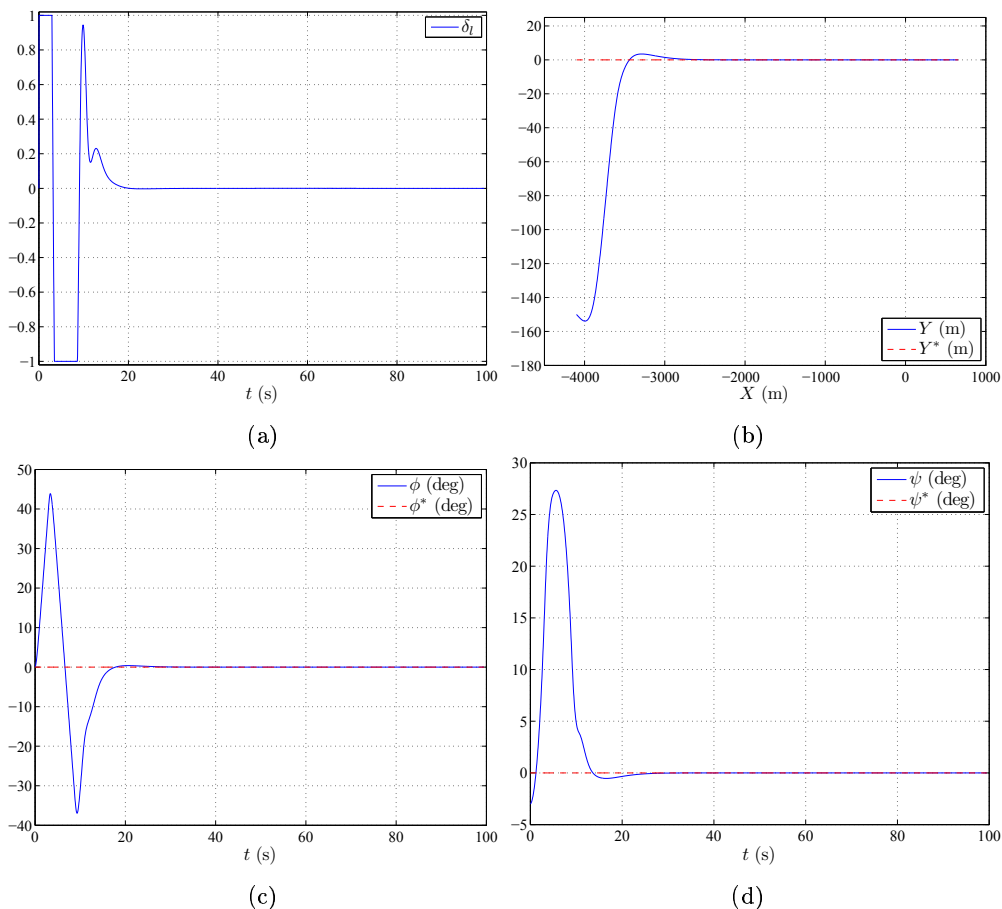 1
0.8
0.6
0.4
0.2
0
−0.2
−0.4
−0.6
−0.8
−1
0 20 40 60 80 100
t (s)
δ_l
(a)
20
0
−20
−40
−60
−80
−100
−120
−140
−160
−180
−4000 −3000 −2000 −1000 0 1000
X (m)
Y (m)
Y* (m)
(b)
50
40
30
20
10
0
−10
−20
−30
−40
0 20 40 60 80 100
t (s)
ϕ (deg)
ϕ* (deg)
(c)
30
25
20
15
10
5
0
−5
0 20 40 60 80 100
t (s)
ψ (deg)
ψ* (deg)
(d)